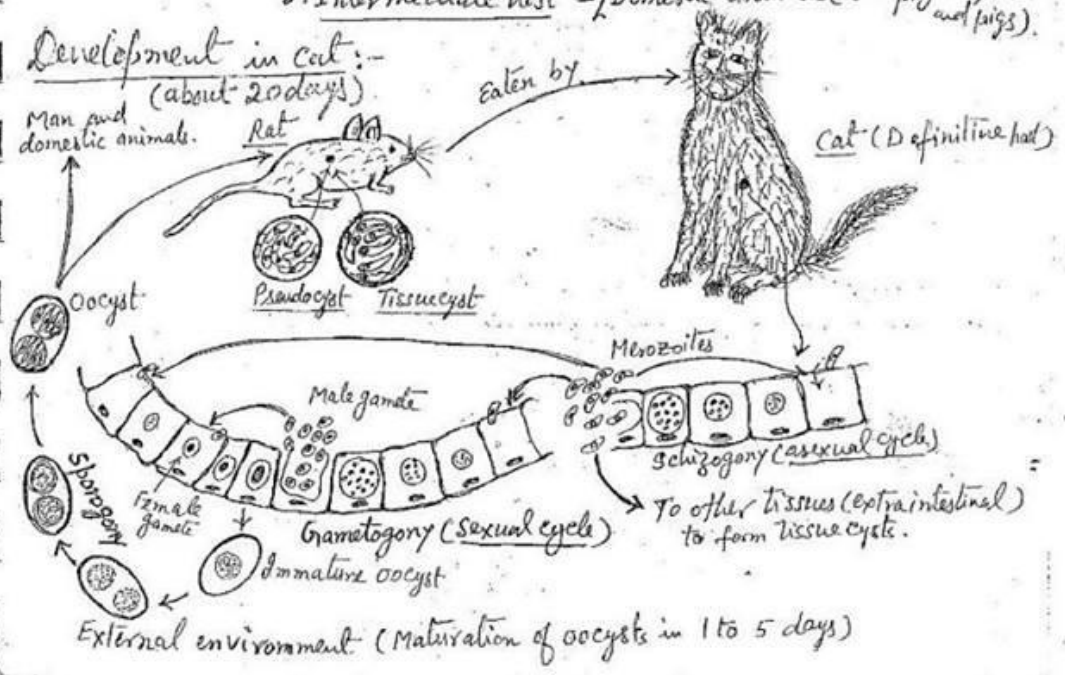 Intermediate host
and pigs).
Development in cat :-
(about 20 days)
Man and
domestic animals.
Rat
Eaten by
Cat (Definitive host)
Pseudocyst
Tissuecyst
Oocyst
Merozoites
Male gamete
Schizogony (asexual cycle)
Sporogony
Female
gamete
Gametogony (sexual cycle)
To other tissues (extraintestinal)
to form tissue cysts.
Immature oocyst
External environment (Maturation of oocysts in 1 to 5 days)